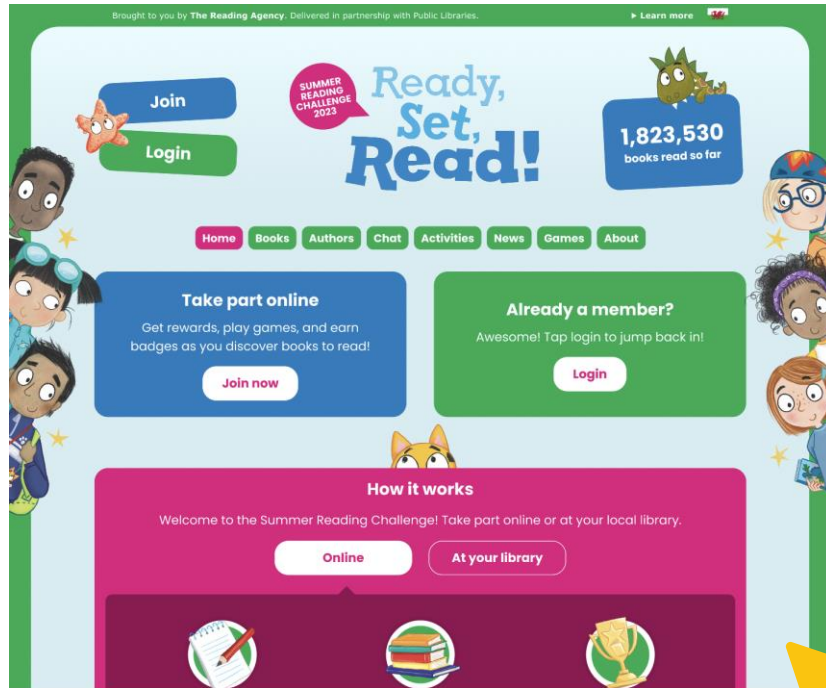 Brought to you by The Reading Agency. Delivered in partnership with Public Libraries.
Learn more
Join
Login
SUMMER
READING
CHALLENGE
2023
Ready,
Set,
Read!
1,823,530
books read so far
Home Books Authors Chat Activities News Games About
Take part online
Get rewards, play games, and earn
badges as you discover books to read!
Join now
Already a member?
Awesome! Tap login to jump back in!
Login
How it works
Welcome to the Summer Reading Challenge! Take part online or at your local library.
Online
At your library